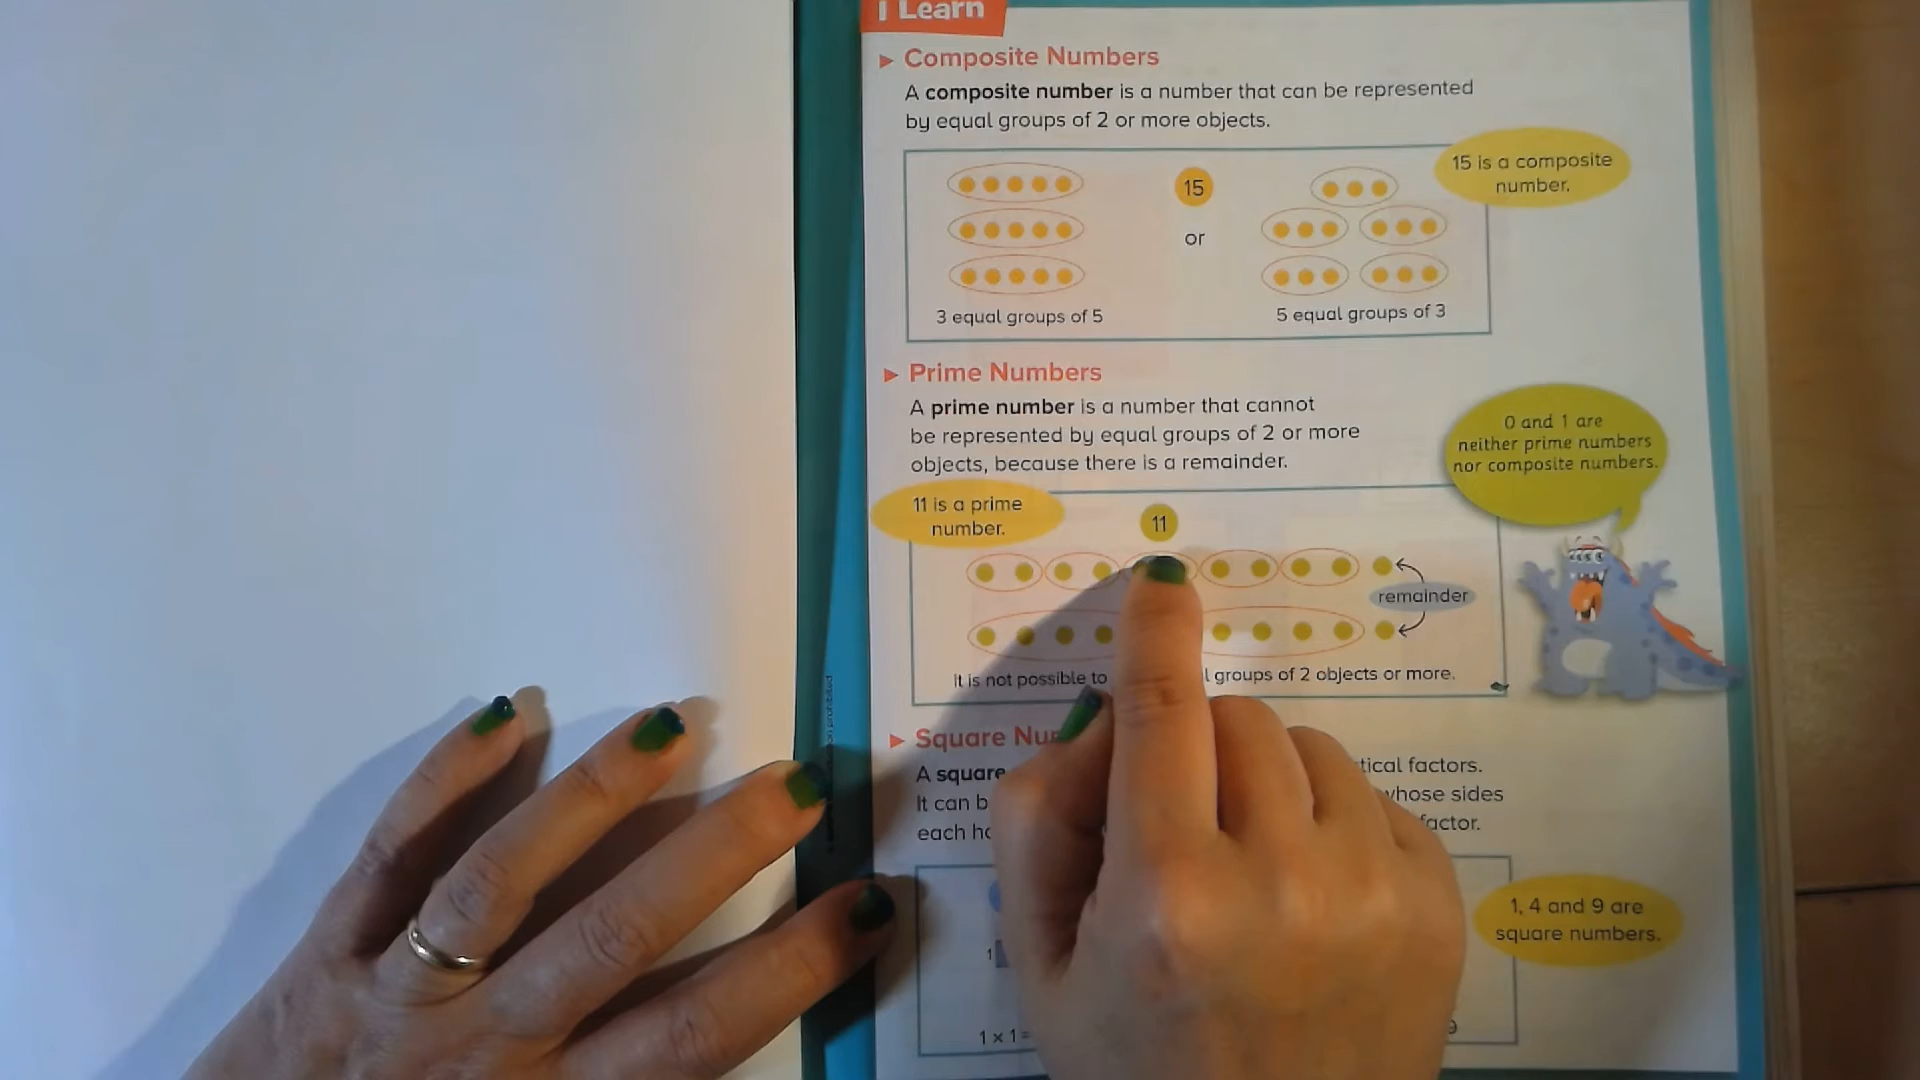 I Learn
Composite Numbers
A composite number is a number that can be represented
by equal groups of 2 or more objects.
15 is a composite
number.
15
or
3 equal groups of 5
5 equal groups of 3
Prime Numbers
A prime number is a number that cannot
be represented by equal groups of 2 or more
objects, because there is a remainder.
0 and 1 are
neither prime numbers
nor composite numbers.
11 is a prime
number.
11
remainder
It is not possible to groups of 2 objects or more.
Square
A square tical factors.
It can b whose sides
each factor.
1, 4 and 9 are
square numbers.
1
1 x 1 =
9